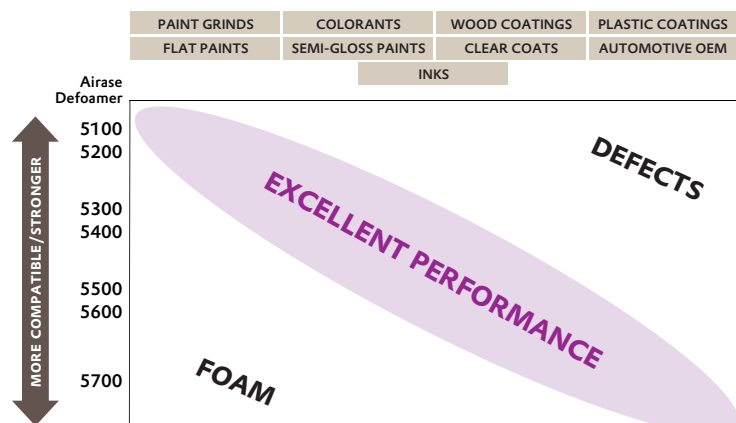 PAINT GRINDS COLORANTS WOOD COATINGS PLASTIC COATINGS
FLAT PAINTS SEMI-GLOSS PAINTS CLEAR COATS AUTOMOTIVE OEM
INKS
Airase
Defoamer
5100
5200
5300
5400
5500
5600
5700
MORE COMPATIBLE/STRONGER
DEFECTS
EXCELLENT PERFORMANCE
FOAM